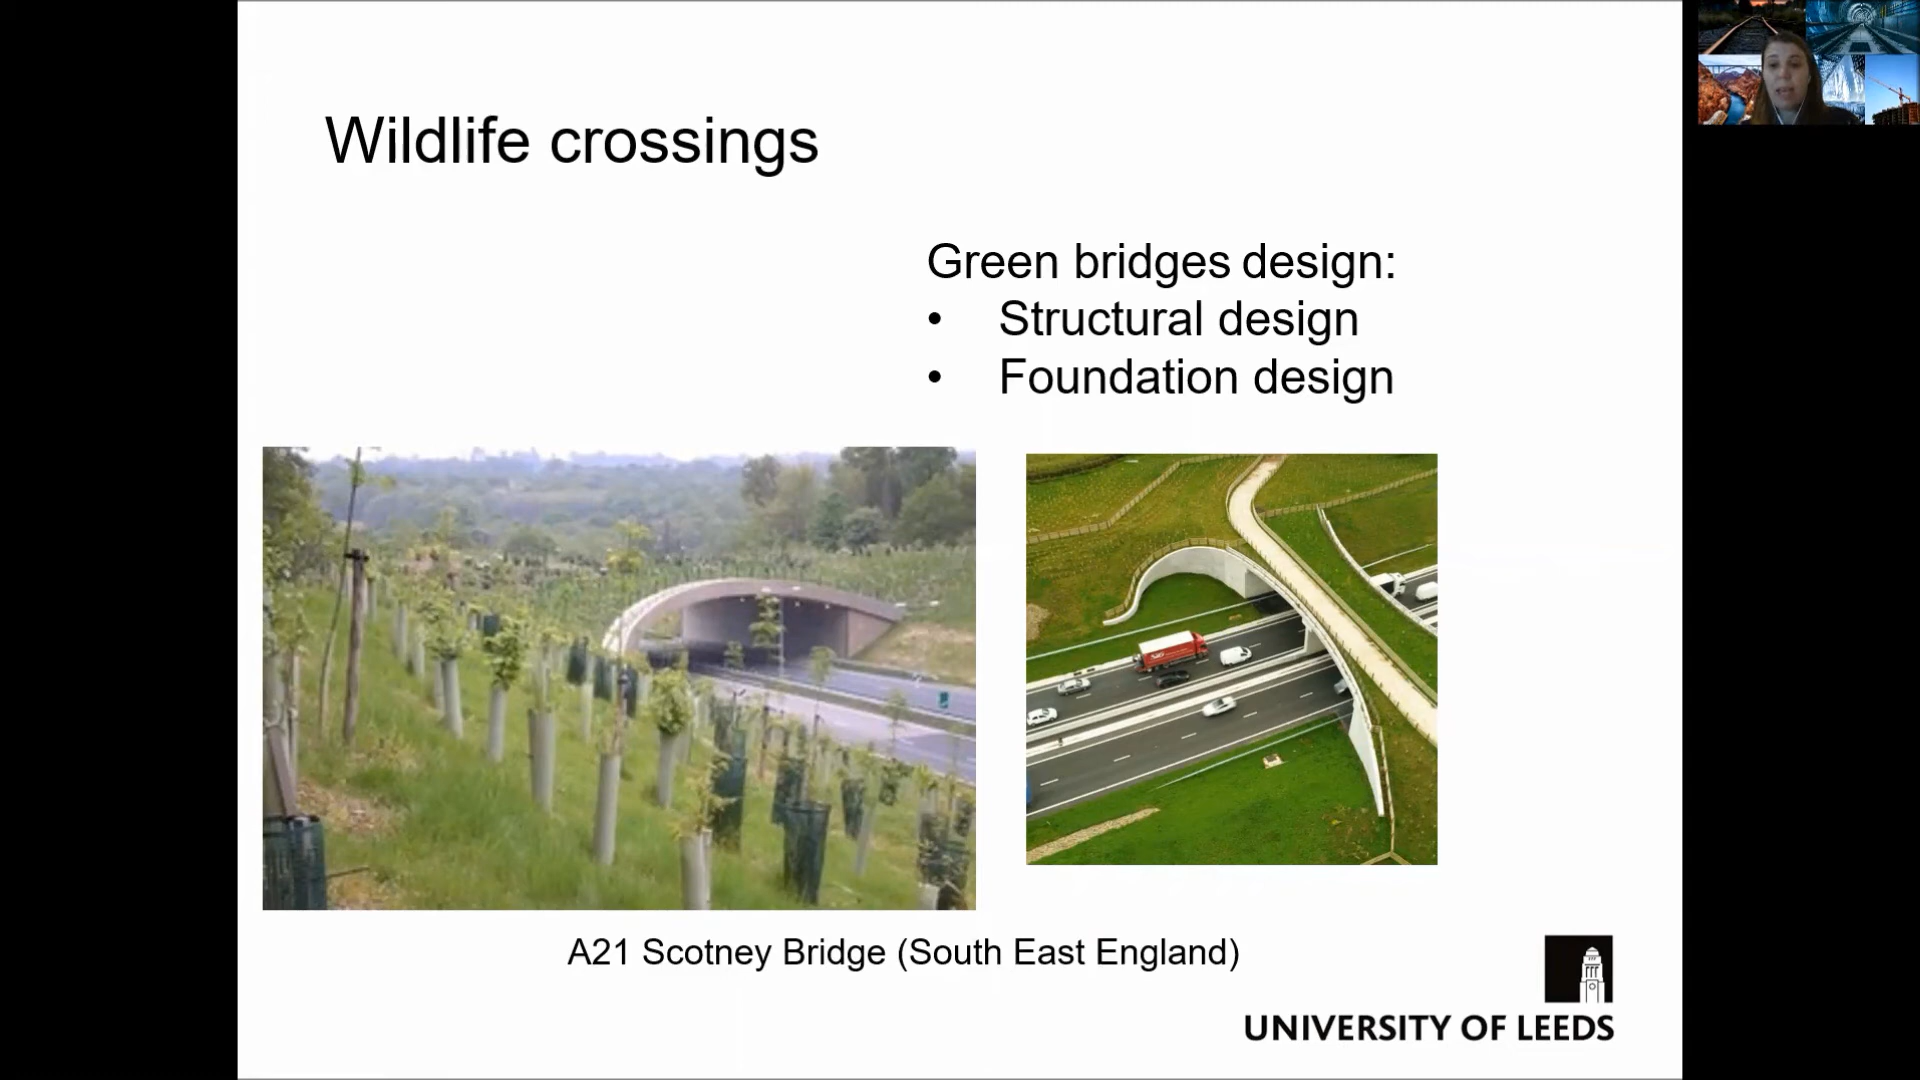 Wildlife crossings
Green bridges design:
• Structural design
• Foundation design
A21 Scotney Bridge (South East England)
UNIVERSITY OF LEEDS